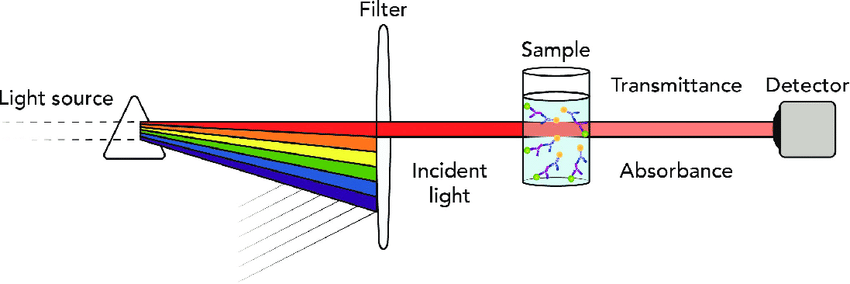 Filter
Sample
Light source
Transmittance
Detector
Incident
light
Absorbance